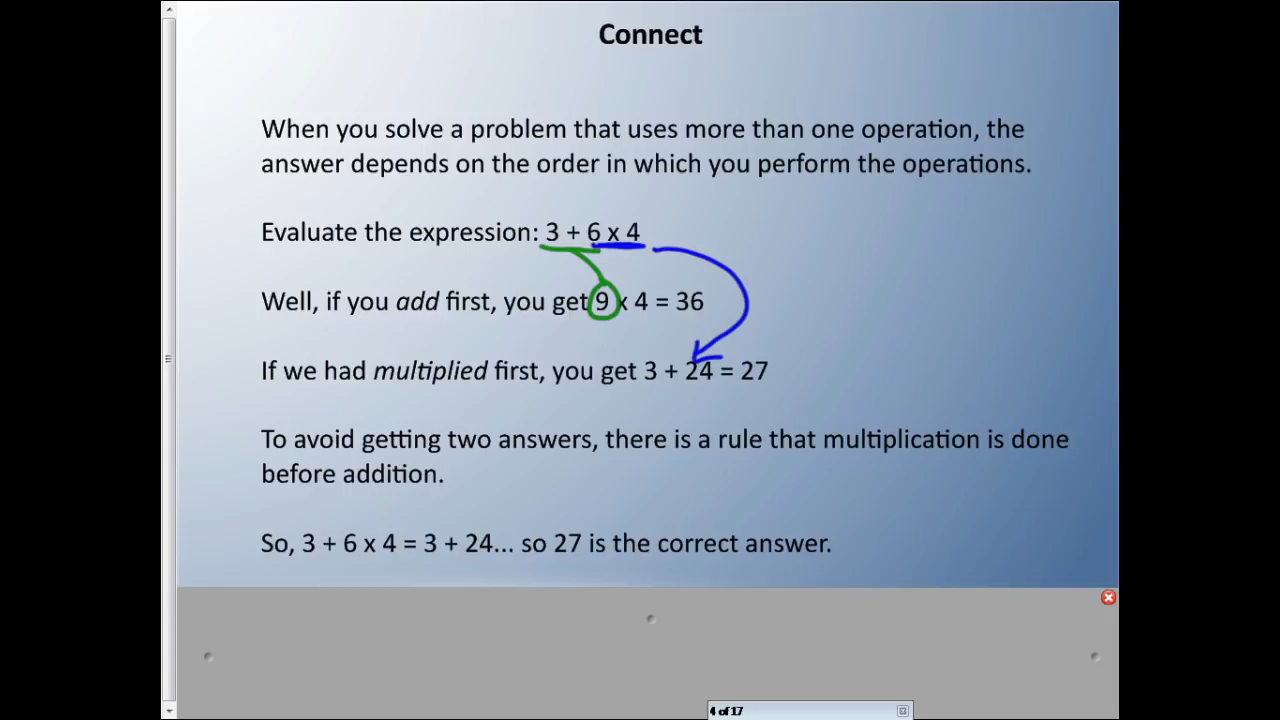 Connect
When you solve a problem that uses more than one operation, the
answer depends on the order in which you perform the operations.
Evaluate the expression: 3 + 6 x 4
Well, if you add first, you get 9 x 4 = 36
If we had multiplied first, you get 3 + 24 = 27
To avoid getting two answers, there is a rule that multiplication is done
before addition.
So, 3 + 6 x 4 = 3 + 24... so 27 is the correct answer.
4 of 17